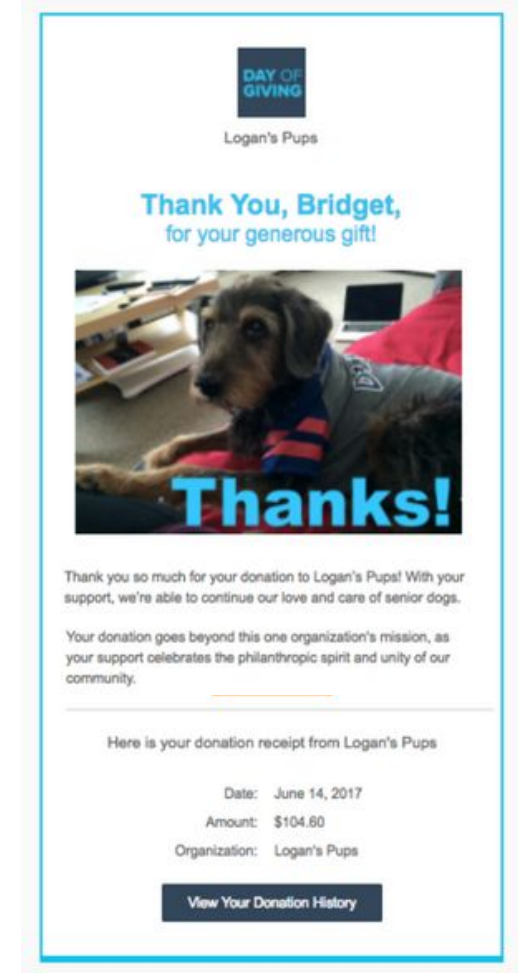 DAY OF
GIVING
Logan's Pups
Thank You, Bridget,
for your generous gift!
Thanks!
Thank you so much for your donation to Logan's Pups! With your
support, we're able to continue our love and care of senior dogs.
Your donation goes beyond this one organization's mission, as
your support celebrates the philanthropic spirit and unity of our
community.
Here is your donation receipt from Logan's Pups
Date: June 14, 2017
Amount: $104.60
Organization: Logan's Pups
View Your Donation History